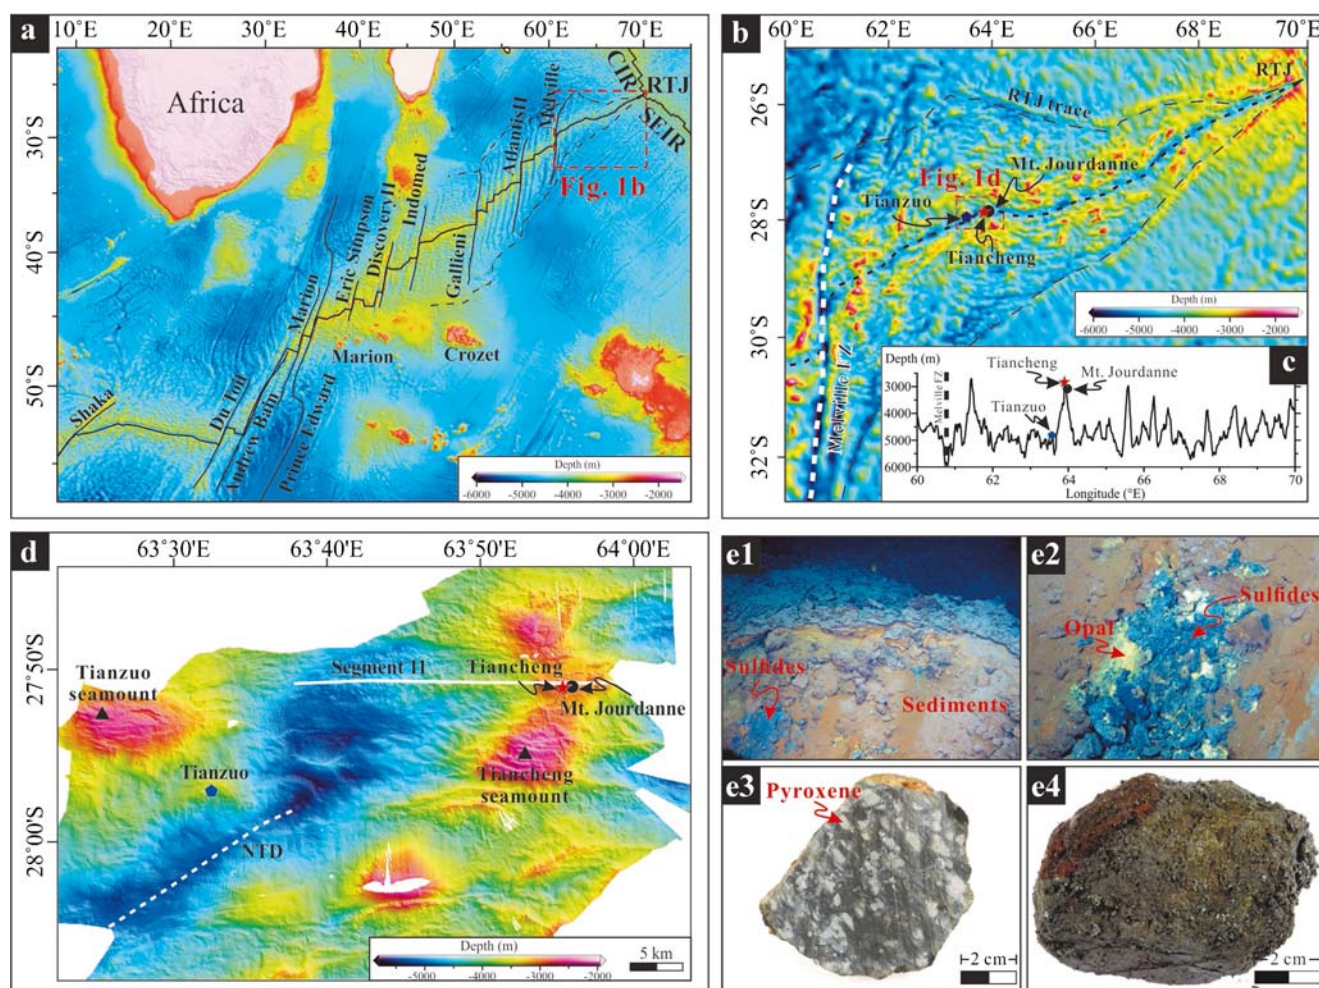 a
10°E 20°E 30°E 40°E 50°E 60°E 70°E
30°S
40°S
50°S
Africa
CIR
RTJ
SEIR
Melville
Atlantis II
Fig. 1b
Indomed
Gallieni
Discovery II
Eric Simpson
Marion
Marion
Crozet
Du Toit
Andrew Bain
Prince Edward
Shaka
Depth (m)
-6000 -5000 -4000 -3000 -2000
b
60°E 62°E 64°E 66°E 68°E 70°E
26°S
28°S
30°S
32°S
RTJ
RTJ trace
Mt. Jourdanne
Fig. 1d
Tianzuo
Tiancheng
Melville FZ
Depth (m)
-6000 -5000 -4000 -3000 -2000
c
Depth (m)
3000
4000
5000
6000
Melville FZ
Tiancheng
Mt. Jourdanne
Tianzuo
60 62 64 66 68 70
Longitude (°E)
d
63°30'E 63°40'E 63°50'E 64°00'E
27°50'S
28°00'S
Segment 11
Tiancheng
Mt. Jourdanne
Tianzuo
seamount
Tianzuo
Tiancheng
seamount
NTD
Depth (m)
-5000 -4000 -3000 -2000
5 km
e1
Sulfides
Sediments
e2
Sulfides
Opal
e3
Pyroxene
2 cm
e4
2 cm